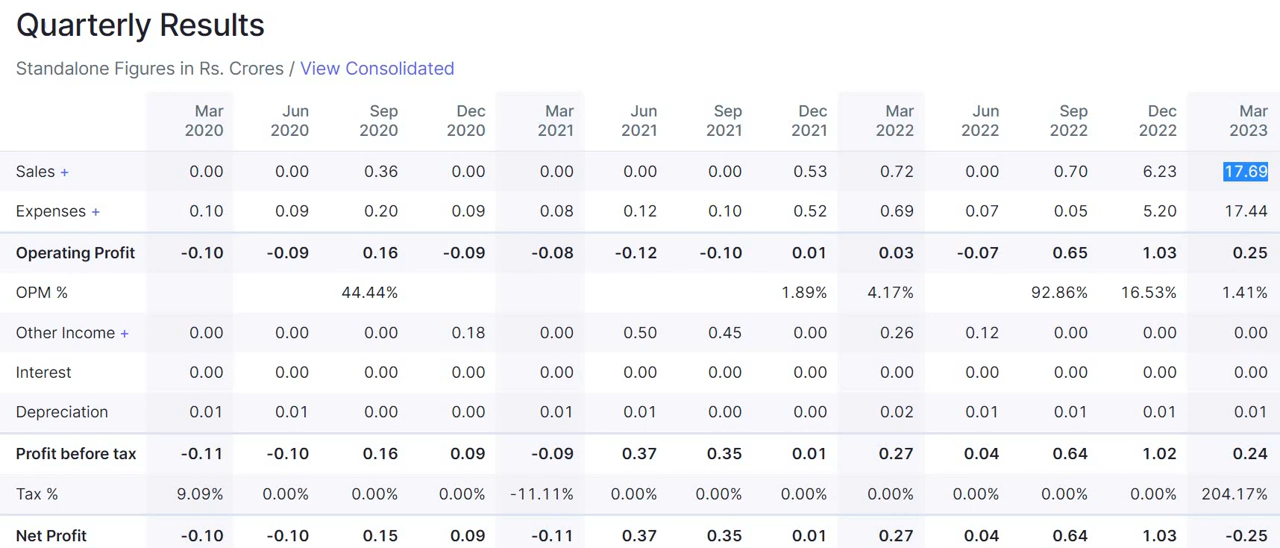 Quarterly Results
Standalone Figures in Rs. Crores / View Consolidated
Mar 2020 Jun 2020 Sep 2020 Dec 2020 Mar 2021 Jun 2021 Sep 2021 Dec 2021 Mar 2022 Jun 2022 Sep 2022 Dec 2022 Mar 2023
Sales + 0.00 0.00 0.36 0.00 0.00 0.00 0.00 0.53 0.72 0.00 0.70 6.23 17.69
Expenses + 0.10 0.09 0.20 0.09 0.08 0.12 0.10 0.52 0.69 0.07 0.05 5.20 17.44
Operating Profit -0.10 -0.09 0.16 -0.09 -0.08 -0.12 -0.10 0.01 0.03 -0.07 0.65 1.03 0.25
OPM % 44.44% 1.89% 4.17% 92.86% 16.53% 1.41%
Other Income + 0.00 0.00 0.00 0.18 0.00 0.50 0.45 0.00 0.26 0.12 0.00 0.00 0.00
Interest 0.00 0.00 0.00 0.00 0.00 0.00 0.00 0.00 0.00 0.00 0.00 0.00 0.00
Depreciation 0.01 0.01 0.00 0.00 0.01 0.01 0.00 0.00 0.02 0.01 0.01 0.01 0.01
Profit before tax -0.11 -0.10 0.16 0.09 -0.09 0.37 0.35 0.01 0.27 0.04 0.64 1.02 0.24
Tax % 9.09% 0.00% 0.00% 0.00% -11.11% 0.00% 0.00% 0.00% 0.00% 0.00% 0.00% 0.00% 204.17%
Net Profit -0.10 -0.10 0.15 0.09 -0.11 0.37 0.35 0.01 0.27 0.04 0.64 1.03 -0.25